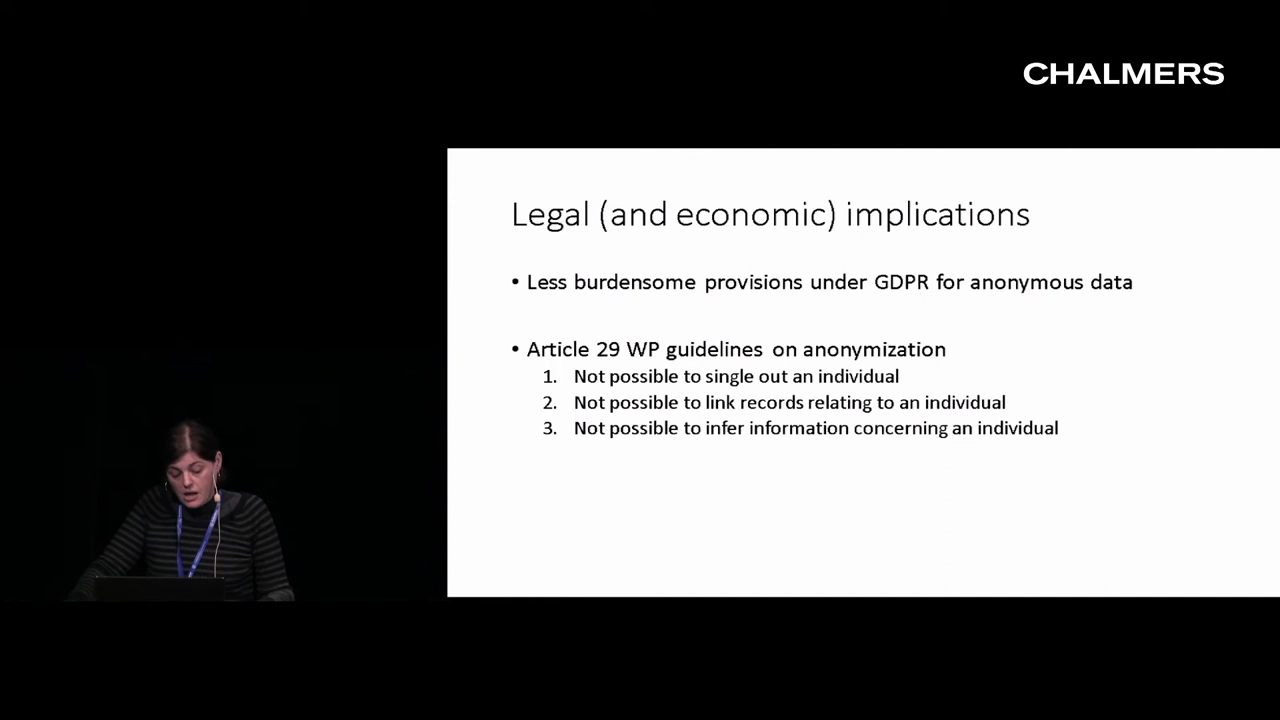 CHALMERS
Legal (and economic) implications
• Less burdensome provisions under GDPR for anonymous data
• Article 29 WP guidelines on anonymization
1. Not possible to single out an individual
2. Not possible to link records relating to an individual
3. Not possible to infer information concerning an individual